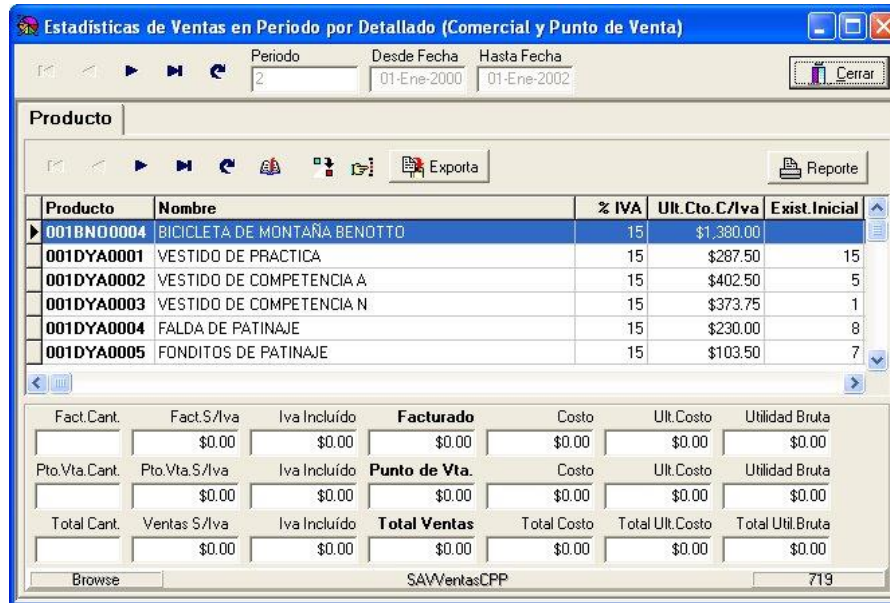 Estadísticas de Ventas en Periodo por Detallado (Comercial y Punto de Venta)
Periodo Desde Fecha Hasta Fecha
2 01-Ene-2000 01-Ene-2002 Cerrar
Producto
Exporta Reporte
Producto Nombre % IVA Ult.Cto.C/Iva Exist.Inicial
001BNO0004 BICICLETA DE MONTAÑA BENOTTO 15 $1,380.00
001DYA0001 VESTIDO DE PRACTICA 15 $287.50 15
001DYA0002 VESTIDO DE COMPETENCIA A 15 $402.50 5
001DYA0003 VESTIDO DE COMPETENCIA N 15 $373.75 1
001DYA0004 FALDA DE PATINAJE 15 $230.00 8
001DYA0005 FONDITOS DE PATINAJE 15 $103.50 7
Fact.Cant. Fact.S/Iva Iva Incluído Facturado Costo Ult.Costo Utilidad Bruta
$0.00 $0.00 $0.00 $0.00 $0.00 $0.00
Pto.Vta.Cant. Pto.Vta.S/Iva Iva Incluído Punto de Vta. Costo Ult.Costo Utilidad Bruta
$0.00 $0.00 $0.00 $0.00 $0.00 $0.00
Total Cant. Ventas S/Iva Iva Incluído Total Ventas Total Costo Total Ult.Costo Total Util.Bruta
$0.00 $0.00 $0.00 $0.00 $0.00 $0.00
Browse SAVVentasCPP 719